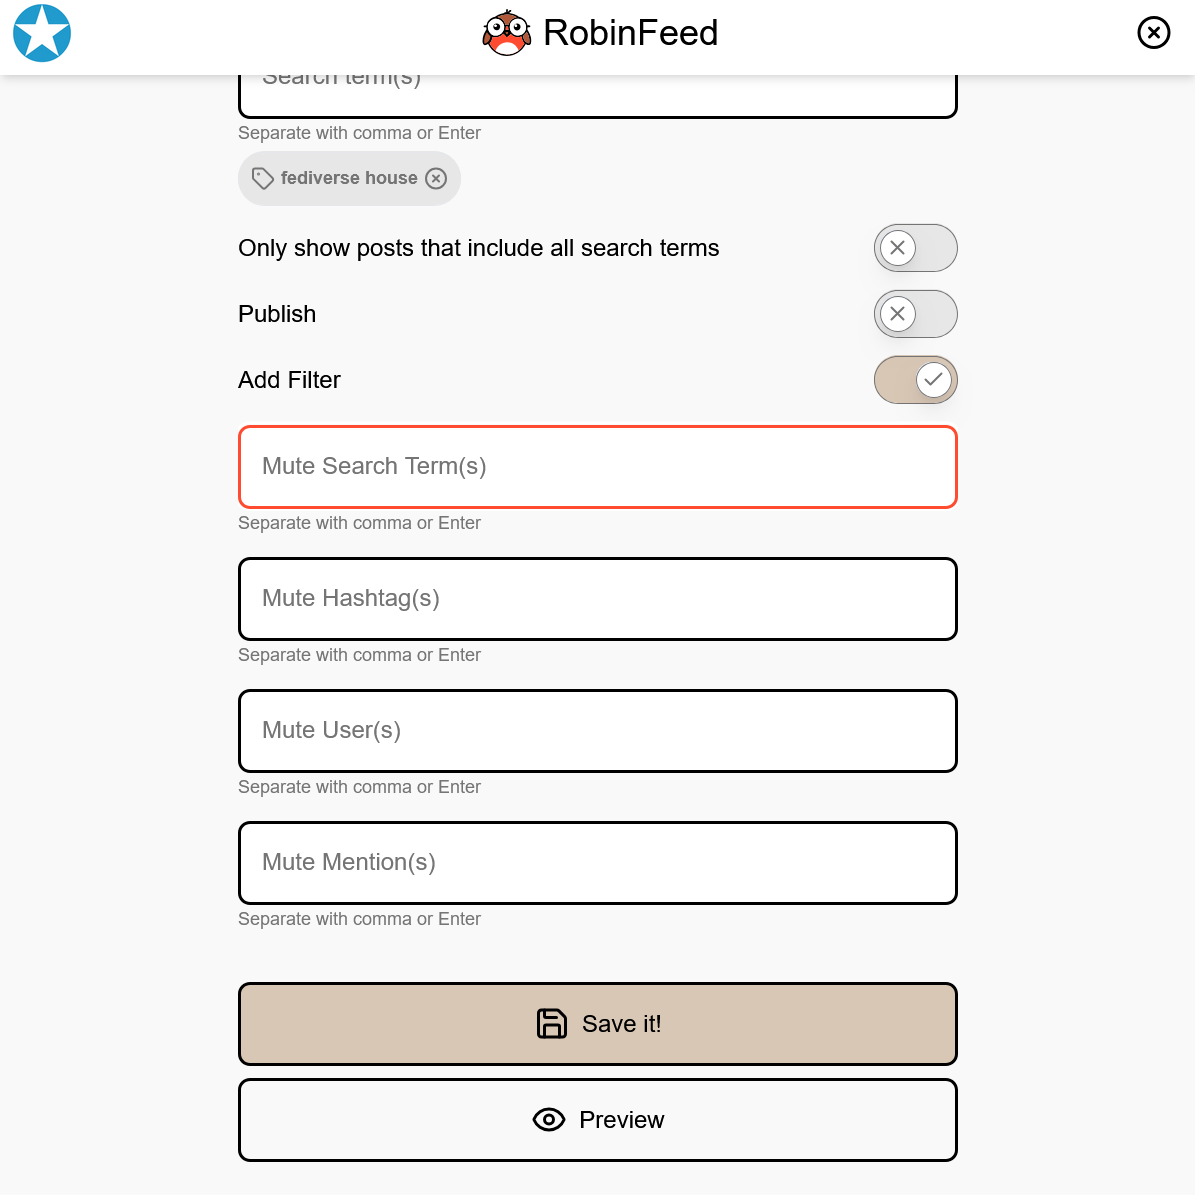 RobinFeed
Search term(s)
Separate with comma or Enter
fediverse house
Only show posts that include all search terms
Publish
Add Filter
Mute Search Term(s)
Separate with comma or Enter
Mute Hashtag(s)
Separate with comma or Enter
Mute User(s)
Separate with comma or Enter
Mute Mention(s)
Separate with comma or Enter
Save it!
Preview